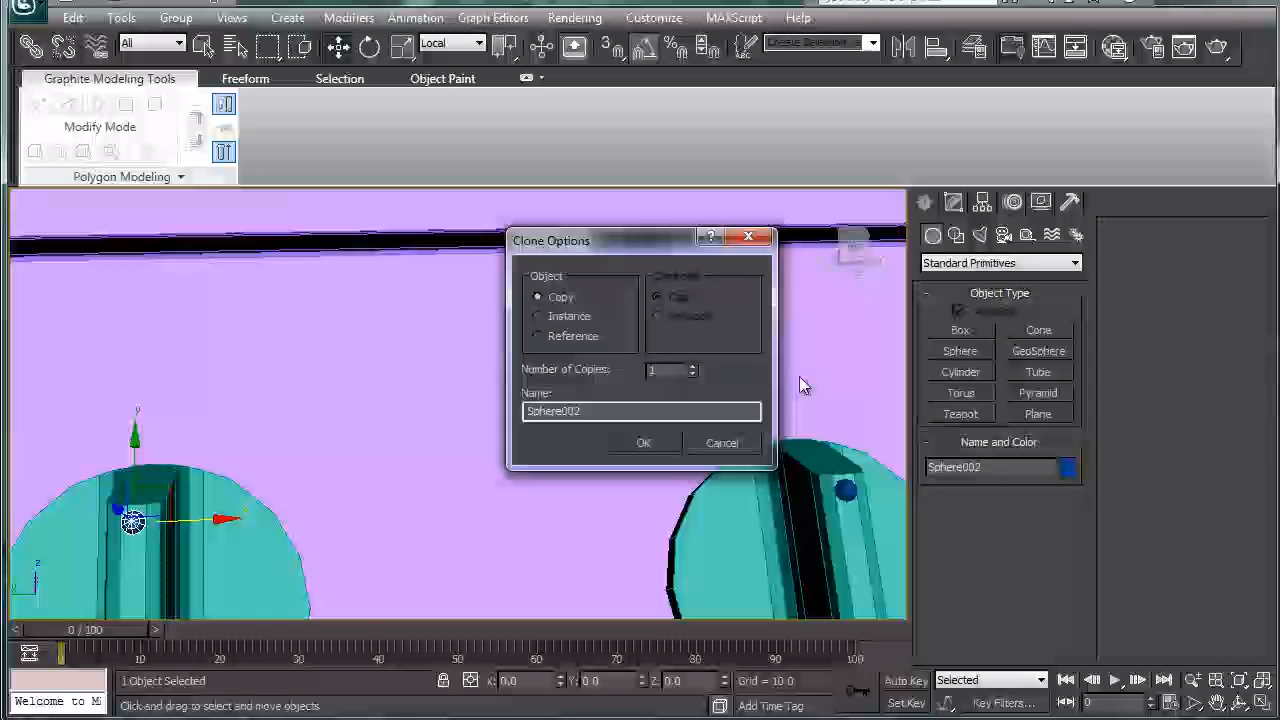 Edit Tools Group Views Create Modifiers Animation Graph Editors Rendering Customize MAXScript Help
All Local
Graphite Modeling Tools Freeform Selection Object Paint
Modify Mode
Polygon Modeling
Clone Options
Object
Copy
Instance
Reference
Number of Copies: 1
Name:
Sphere002
OK Cancel
Standard Primitives
Object Type
Box Cone
Sphere GeoSphere
Cylinder Tube
Torus Pyramid
Teapot Plane
Name and Color
Sphere002
y
z
0 / 100
10 20 30 40 50 60 70 80 90 100
1 Object Selected X: 0.0 Y: 0.0 Z: 0.0 Grid = 10.0 Auto Key Selected
Welcome to M Click-and-drag to select and move objects Add Time Tag Set Key Key Filters... 0